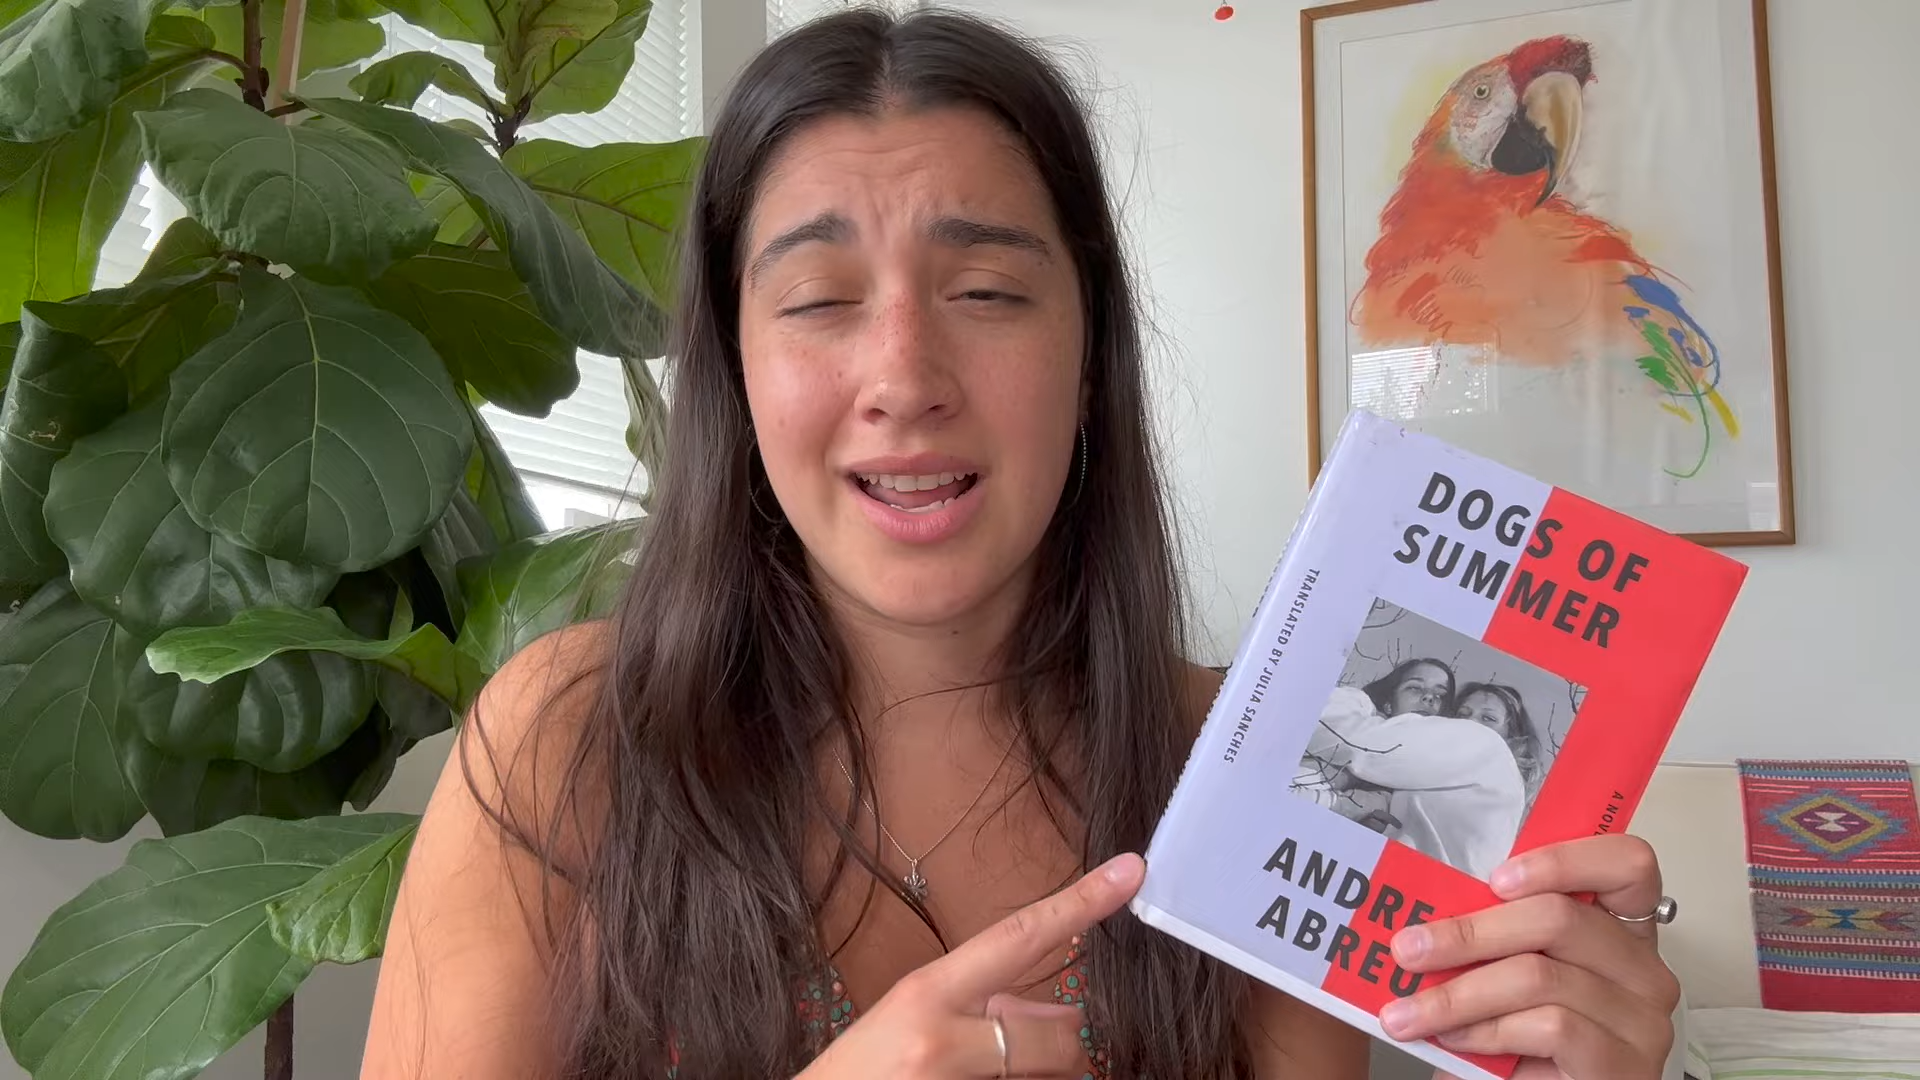 DOGS OF
SUMMER
TRANSLATED BY JULIA SANCHES
ANDRE
ABREU